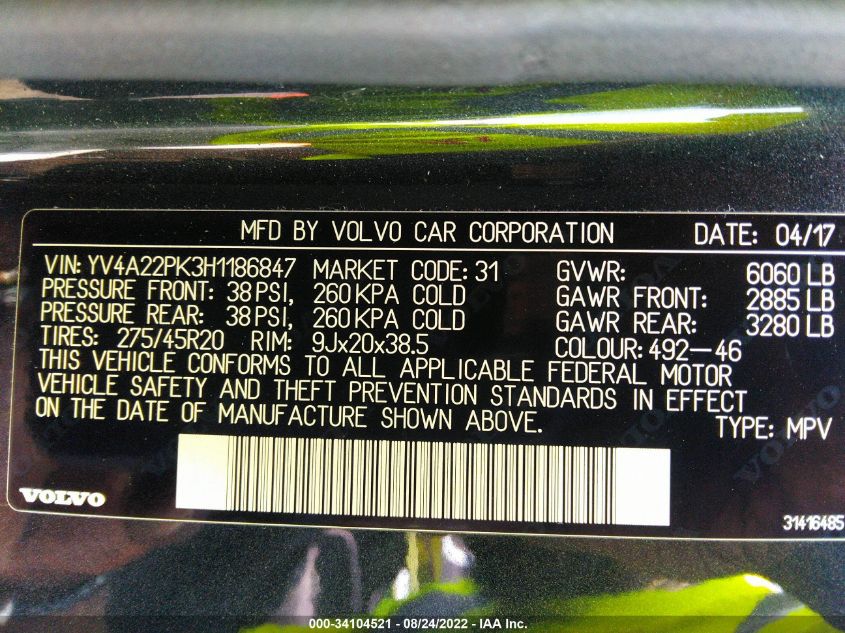 MFD BY VOLVO CAR CORPORATION DATE: 04/17
VIN: YV4A22PK3H1186847 MARKET CODE: 31 GVWR: 6060 LB
PRESSURE FRONT: 38 PSI, 260 KPA COLD GAWR FRONT: 2885 LB
PRESSURE REAR: 38 PSI, 260 KPA COLD GAWR REAR: 3280 LB
TIRES: 275/45R20 RIM: 9Jx20x38.5 COLOUR: 492-46
THIS VEHICLE CONFORMS TO ALL APPLICABLE FEDERAL MOTOR
VEHICLE SAFETY AND THEFT PREVENTION STANDARDS IN EFFECT
ON THE DATE OF MANUFACTURE SHOWN ABOVE. TYPE: MPV
VOLVO
31416485
000-34104521 - 08/24/2022 - IAA Inc.